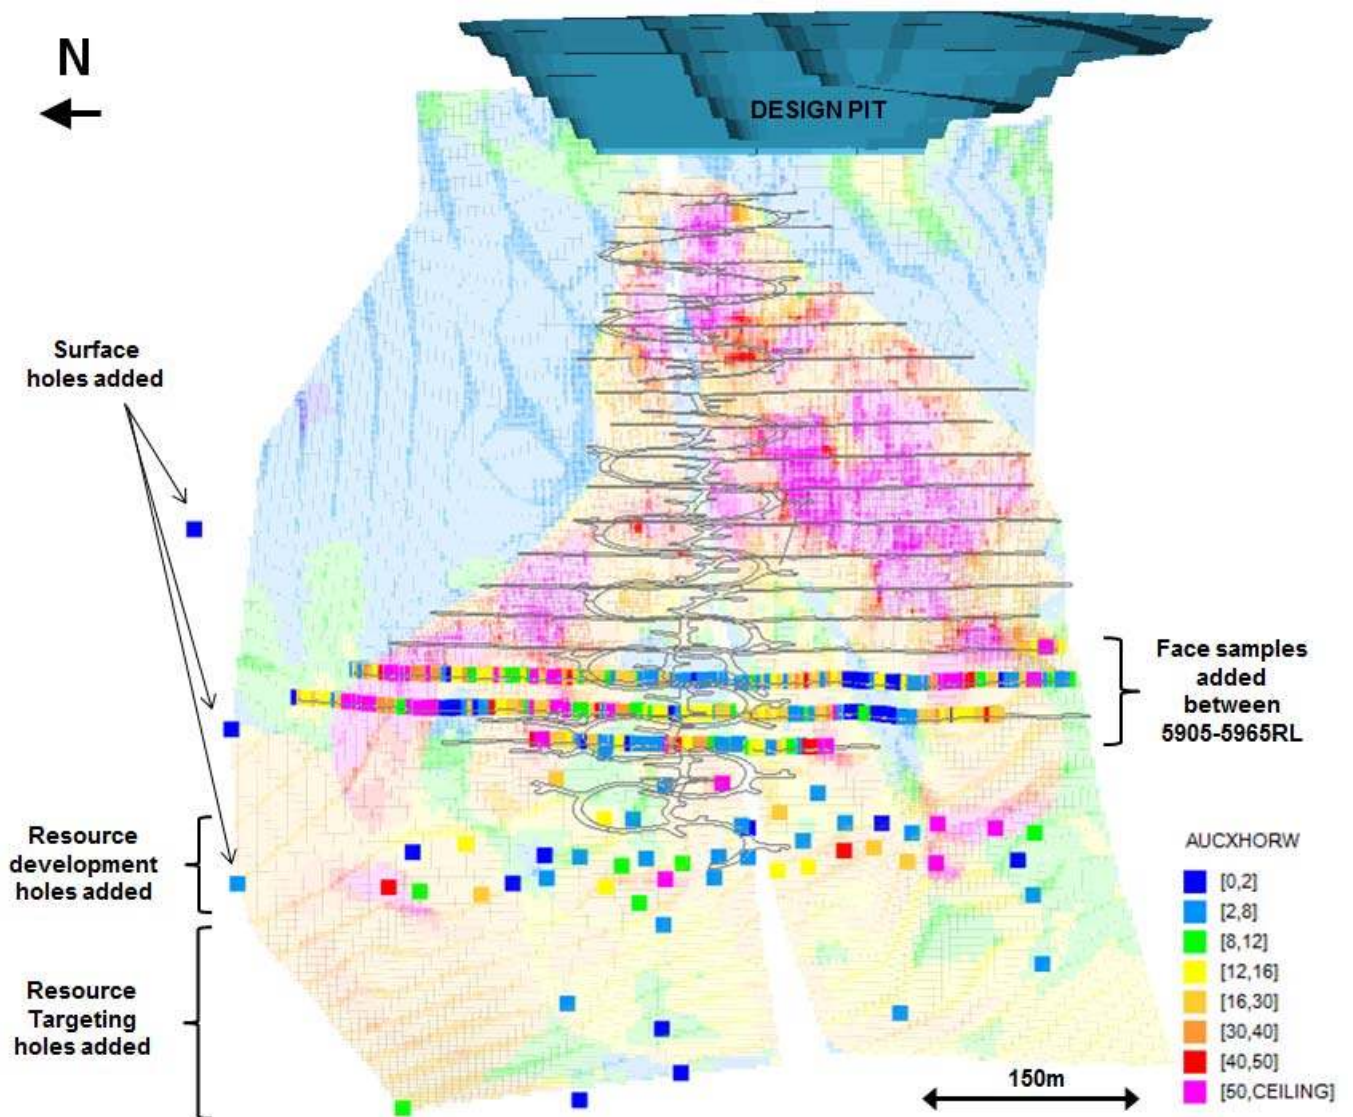 N
DESIGN PIT
Surface
holes added
Face samples
added
between
5905-5965RL
Resource
development
holes added
Resource
Targeting
holes added
AUCXHORW
[0,2]
[2,8]
[8,12]
[12,16]
[16,30]
[30,40]
[40,50]
[50,CEILING]
150m